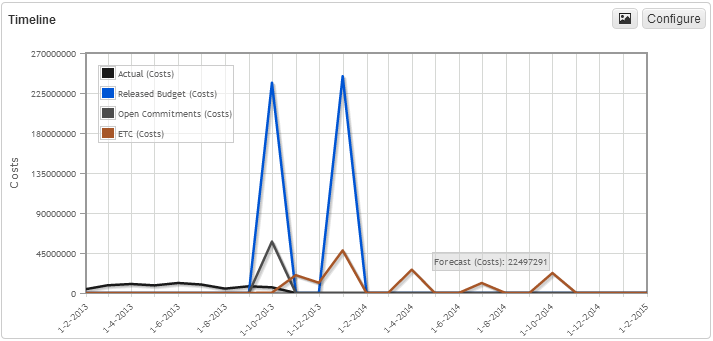 Timeline
Configure
270000000
225000000
180000000
135000000
90000000
45000000
0
Costs
Actual (Costs)
Released Budget (Costs)
Open Commitments (Costs)
ETC (Costs)
Forecast (Costs): 22497291
1-2-2013
1-4-2013
1-6-2013
1-8-2013
1-10-2013
1-12-2013
1-2-2014
1-4-2014
1-6-2014
1-8-2014
1-10-2014
1-12-2014
1-2-2015